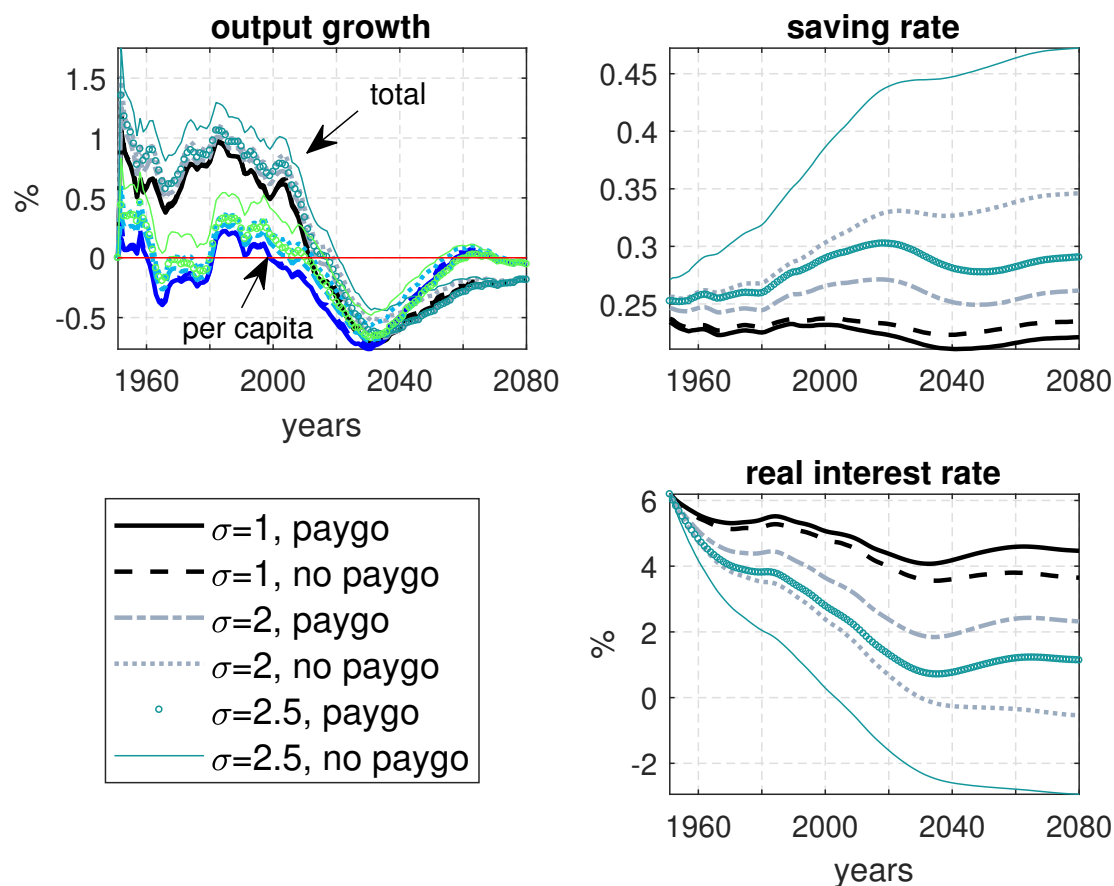 output growth
1.5
1
0.5
0
-0.5
%
total
per capita
1960
2000
2040
2080
years
saving rate
0.45
0.4
0.35
0.3
0.25
1960
2000
2040
2080
σ=1, paygo
σ=1, no paygo
σ=2, paygo
σ=2, no paygo
σ=2.5, paygo
σ=2.5, no paygo
real interest rate
6
4
2
0
-2
%
1960
2000
2040
2080
years